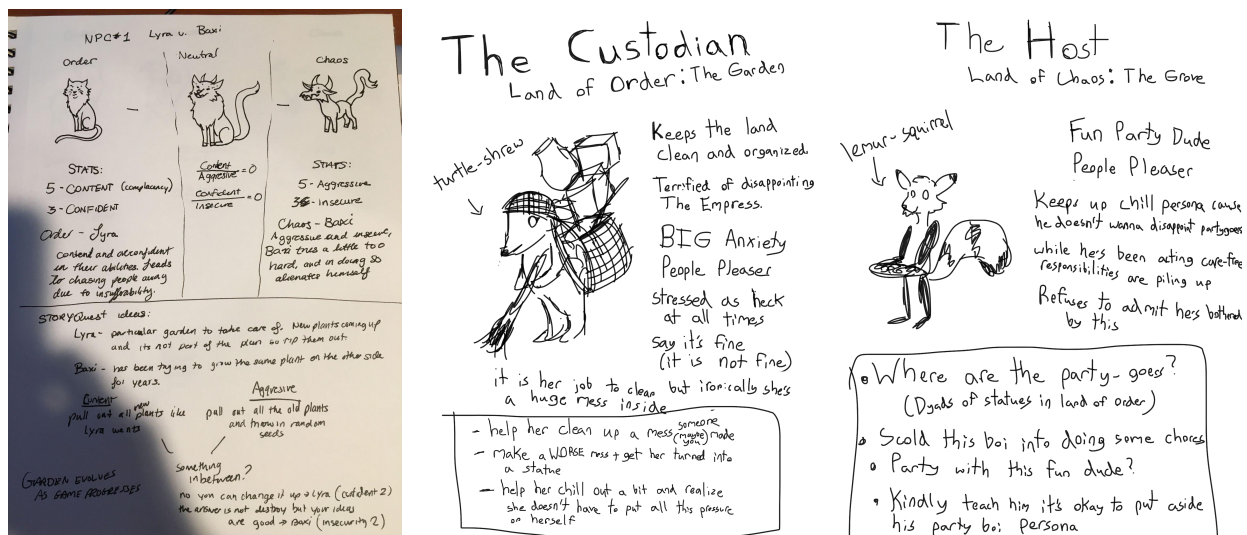 NPC#1 Lyra v. Baxi
Order
Neutral
Chaos
STATS:
5 - CONTENT (complacency)
3 - CONFIDENT
Order - Lyra
content and
in their abilities. Leads
to chasing people away
due to insufferability.
Content
Aggressive = 0
Confident
Insecure = 0
STATS:
5 - Aggressive
3 - Insecure
Chaos - Baxi
Aggressive and insecure,
Baxi tries a little too
hard, and in doing so
alienates himself
STORYQuest ideas:
Lyra - particular garden to take care of. New plants coming up
and its not part of the plan so rip them out.
Baxi - has been trying to grow the same plant on the other side
for years.
Content
pull out all new plants like
Lyra wants
Aggressive
pull out all the old plants
and throw in random
seeds
something
inbetween?
GARDEN EVOLVES
AS GAME PROGRESSES
no you can change it up → Lyra (confident 2)
the answer is not destroy but your ideas
are good → Baxi (insecurity 2)
The Custodian
Land of Order: The Garden
turtle-shrew
Keeps the land
clean and organized
Terrified of disappointing
The Empress.
BIG Anxiety
People Pleaser
stressed as heck
at all times
say it's fine
(it is not fine)
it is her job to clean but ironically she's
a huge mess inside
- help her clean up a mess someone (maybe you) made
- make a WORSE mess + get her turned into
a statue
- help her chill out a bit and realize
she doesn't have to put all this pressure
on herself
The Host
Land of Chaos: The Grove
lemur-squirrel
Fun Party Dude
People Pleaser
Keeps up chill persona cause
he doesn't wanna disappoint partygoes
while he's been acting care-free
responsibilities are piling up
Refuses to admit he's bothered
by this
• Where are the party-goes?
(Dyads of statues in land of order)
• Scold this boi into doing some chores
• Party with this fun dude?
• Kindly teach him it's okay to put aside
his party boi persona